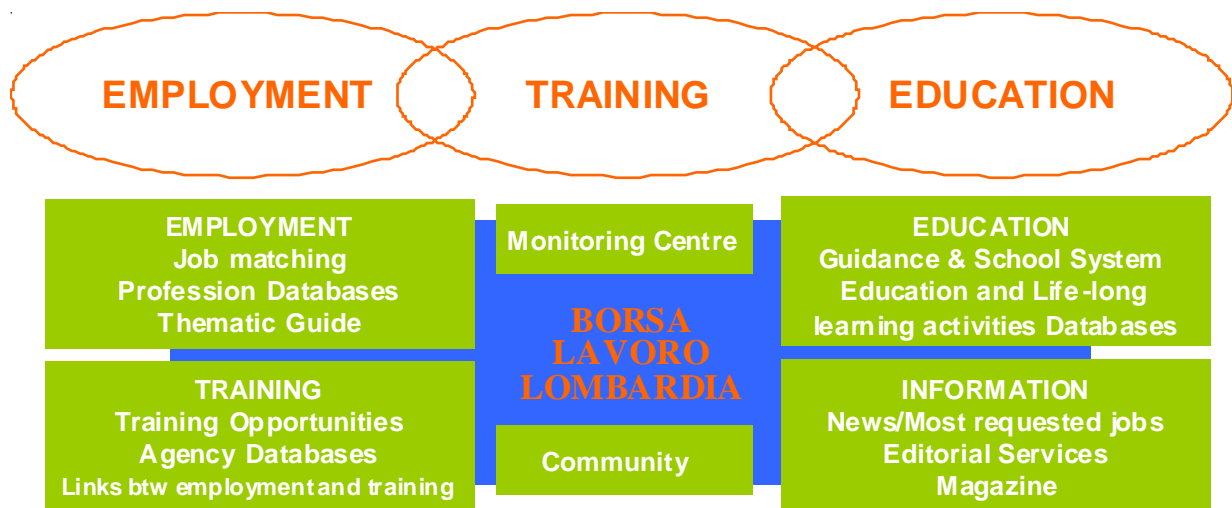 EMPLOYMENT
TRAINING
EDUCATION
EMPLOYMENT
Job matching
Profession Databases
Thematic Guide
Monitoring Centre
EDUCATION
Guidance & School System
Education and Life-long
learning activities Databases
BORSA
LAVORO
LOMBARDIA
TRAINING
Training Opportunities
Agency Databases
Links btw employment and training
Community
INFORMATION
News/Most requested jobs
Editorial Services
Magazine